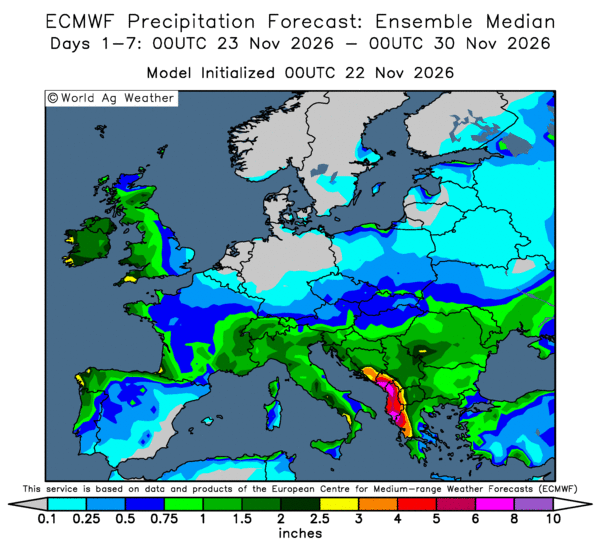 ECMWF Precipitation Forecast: Ensemble Median
Days 1–7: 00UTC 23 Nov 2026 – 00UTC 30 Nov 2026
Model Initialized 00UTC 22 Nov 2026
©World Ag Weather
This service is based on data and products of the European Centre for Medium-range Weather Forecasts (ECMWF)
0.1 0.25 0.5 0.75 1 1.5 2 2.5 3 4 5 6 8 10
inches